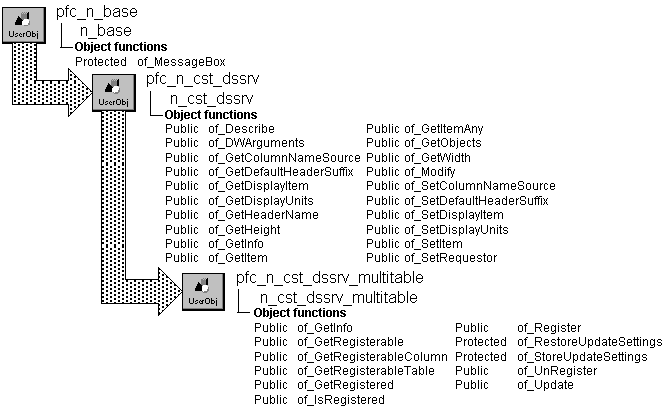 pfc_n_base
UserObj
n_base
Object functions
Protected of_MessageBox
pfc_n_cst_dssrv
UserObj
n_cst_dssrv
Object functions
Public of_Describe Public of_GetItemAny
Public of_DWArguments Public of_GetObjects
Public of_GetColumnNameSource Public of_GetWidth
Public of_GetDefaultHeaderSuffix Public of_Modify
Public of_GetDisplayItem Public of_SetColumnNameSource
Public of_GetDisplayUnits Public of_SetDefaultHeaderSuffix
Public of_GetHeaderName Public of_SetDisplayItem
Public of_GetHeight Public of_SetDisplayUnits
Public of_GetInfo Public of_SetItem
Public of_GetItem Public of_SetRequestor
pfc_n_cst_dssrv_multitable
UserObj
n_cst_dssrv_multitable
Object functions
Public of_GetInfo Public of_Register
Public of_GetRegisterable Protected of_RestoreUpdateSettings
Public of_GetRegisterableColumn Protected of_StoreUpdateSettings
Public of_GetRegisterableTable Public of_UnRegister
Public of_GetRegistered Public of_Update
Public of_IsRegistered